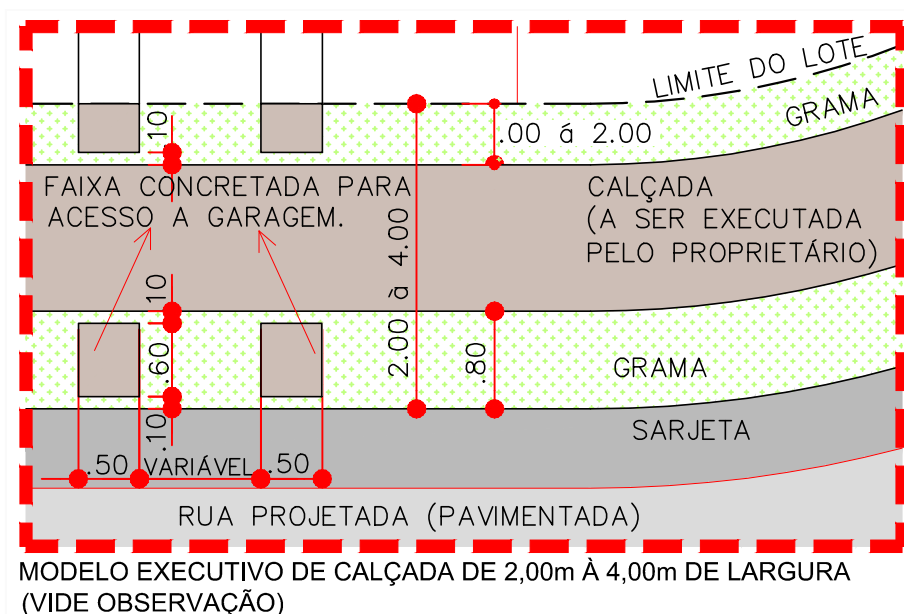 LIMITE DO LOTE
GRAMA
.10
.00 á 2.00
FAIXA CONCRETADA PARA
ACESSO A GARAGEM.
CALÇADA
(A SER EXECUTADA
PELO PROPRIETÁRIO)
2.00 à 4.00
.10
.60
.80
GRAMA
.10
SARJETA
.50
VARIÁVEL
.50
RUA PROJETADA (PAVIMENTADA)
MODELO EXECUTIVO DE CALÇADA DE 2,00m À 4,00m DE LARGURA
(VIDE OBSERVAÇÃO)